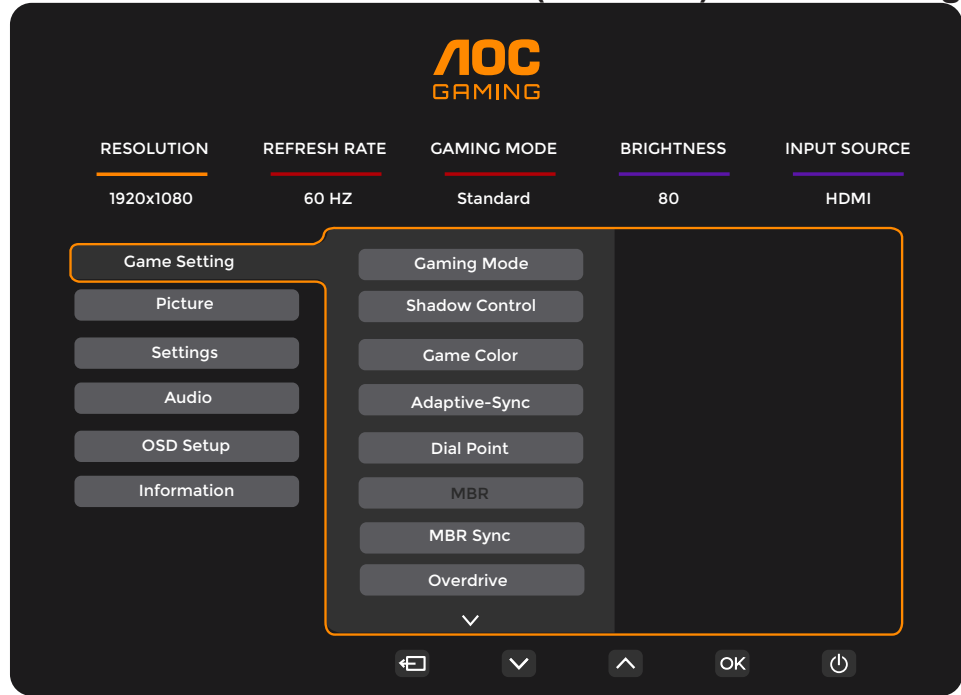 AOC
GAMING
RESOLUTION REFRESH RATE GAMING MODE BRIGHTNESS INPUT SOURCE
1920x1080 60 HZ Standard 80 HDMI
Game Setting
Picture
Settings
Audio
OSD Setup
Information
Gaming Mode
Shadow Control
Game Color
Adaptive-Sync
Dial Point
MBR
MBR Sync
Overdrive
OK